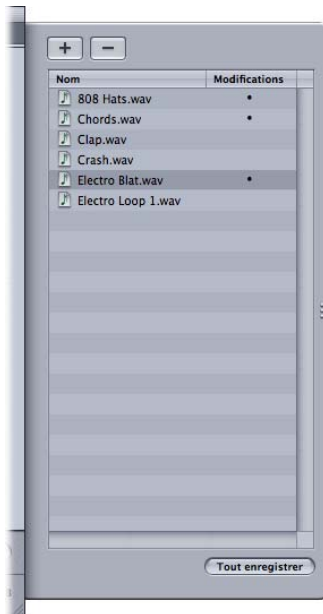 + −
Nom Modifications
808 Hats.wav •
Chords.wav •
Clap.wav
Crash.wav
Electro Blat.wav •
Electro Loop 1.wav
Tout enregistrer